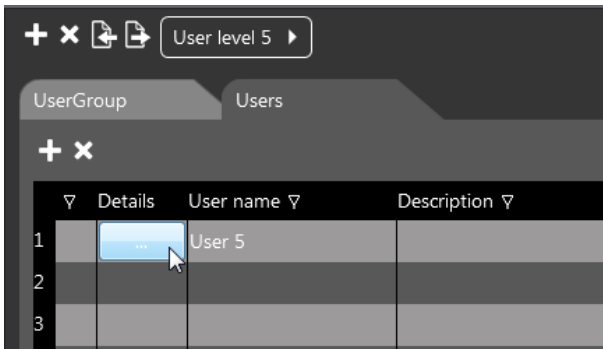 User level 5
UserGroup Users
Details User name Description
1 ... User 5
2
3